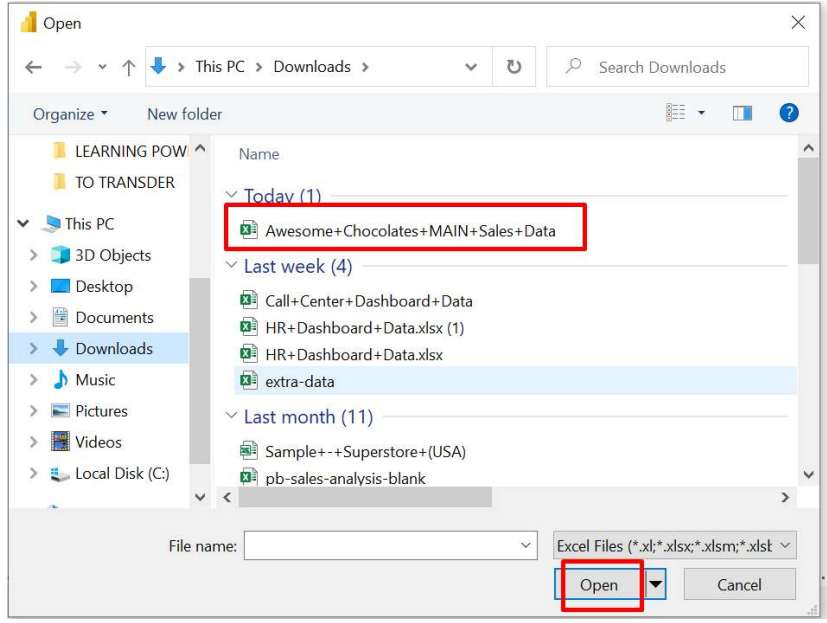 Open
This PC > Downloads >
Search Downloads
Organize
New folder
LEARNING POWI
TO TRANSDER
This PC
3D Objects
Desktop
Documents
Downloads
Music
Pictures
Videos
Local Disk (C:)
Name
Today (1)
Awesome+Chocolates+MAIN+Sales+Data
Last week (4)
Call+Center+Dashboard+Data
HR+Dashboard+Data.xlsx (1)
HR+Dashboard+Data.xlsx
extra-data
Last month (11)
Sample+-+Superstore+(USA)
pb-sales-analysis-blank
File name:
Excel Files (*.xl;*.xlsx;*.xlsm;*.xlsb
Open
Cancel